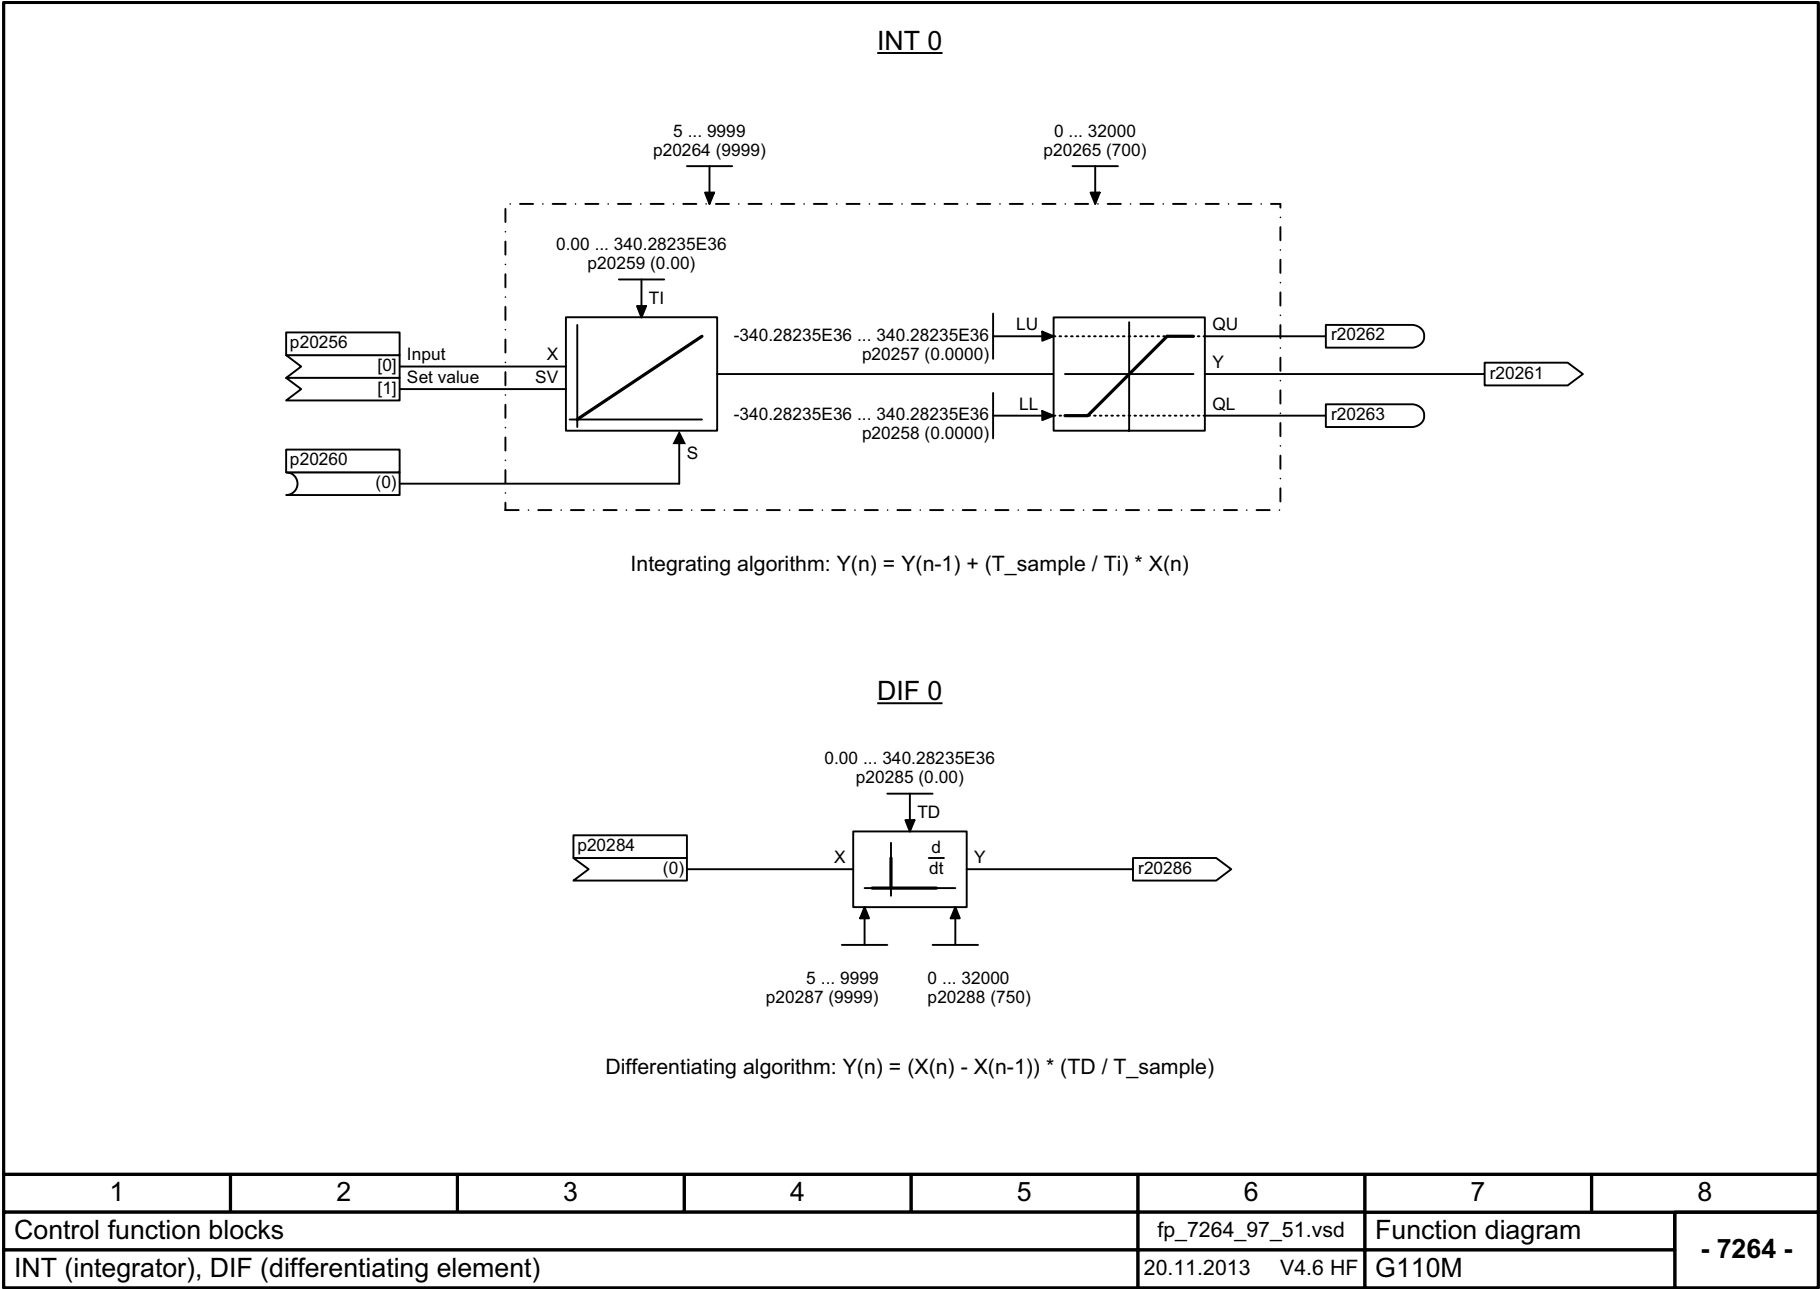 INT 0
5 ... 9999
p20264 (9999)
0 ... 32000
p20265 (700)
0.00 ... 340.28235E36
p20259 (0.00)
TI
p20256
[0]
[1]
Input
Set value
X
SV
-340.28235E36 ... 340.28235E36
p20257 (0.0000)
LU
-340.28235E36 ... 340.28235E36
p20258 (0.0000)
LL
QU
Y
QL
r20262
r20261
r20263
p20260
(0)
S
Integrating algorithm: Y(n) = Y(n-1) + (T_sample / Ti) * X(n)
DIF 0
0.00 ... 340.28235E36
p20285 (0.00)
TD
p20284
(0)
X
d
dt
Y
r20286
5 ... 9999
p20287 (9999)
0 ... 32000
p20288 (750)
Differentiating algorithm: Y(n) = (X(n) - X(n-1)) * (TD / T_sample)
1 2 3 4 5 6 7 8
Control function blocks
fp_7264_97_51.vsd
Function diagram
- 7264 -
INT (integrator), DIF (differentiating element)
20.11.2013 V4.6 HF
G110M